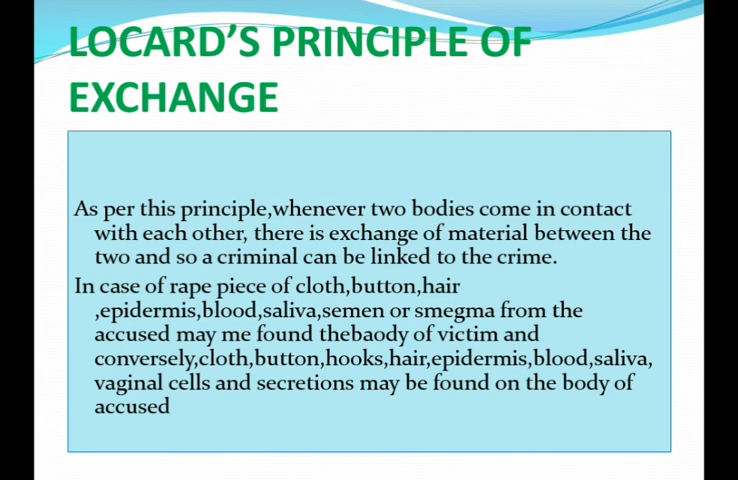 LOCARD’S PRINCIPLE OF
EXCHANGE
As per this principle,whenever two bodies come in contact
with each other, there is exchange of material between the
two and so a criminal can be linked to the crime.
In case of rape piece of cloth,button,hair
,epidermis,blood,saliva,semen or smegma from the
accused may me found thebaody of victim and
conversely,cloth,button,hooks,hair,epidermis,blood,saliva,
vaginal cells and secretions may be found on the body of
accused